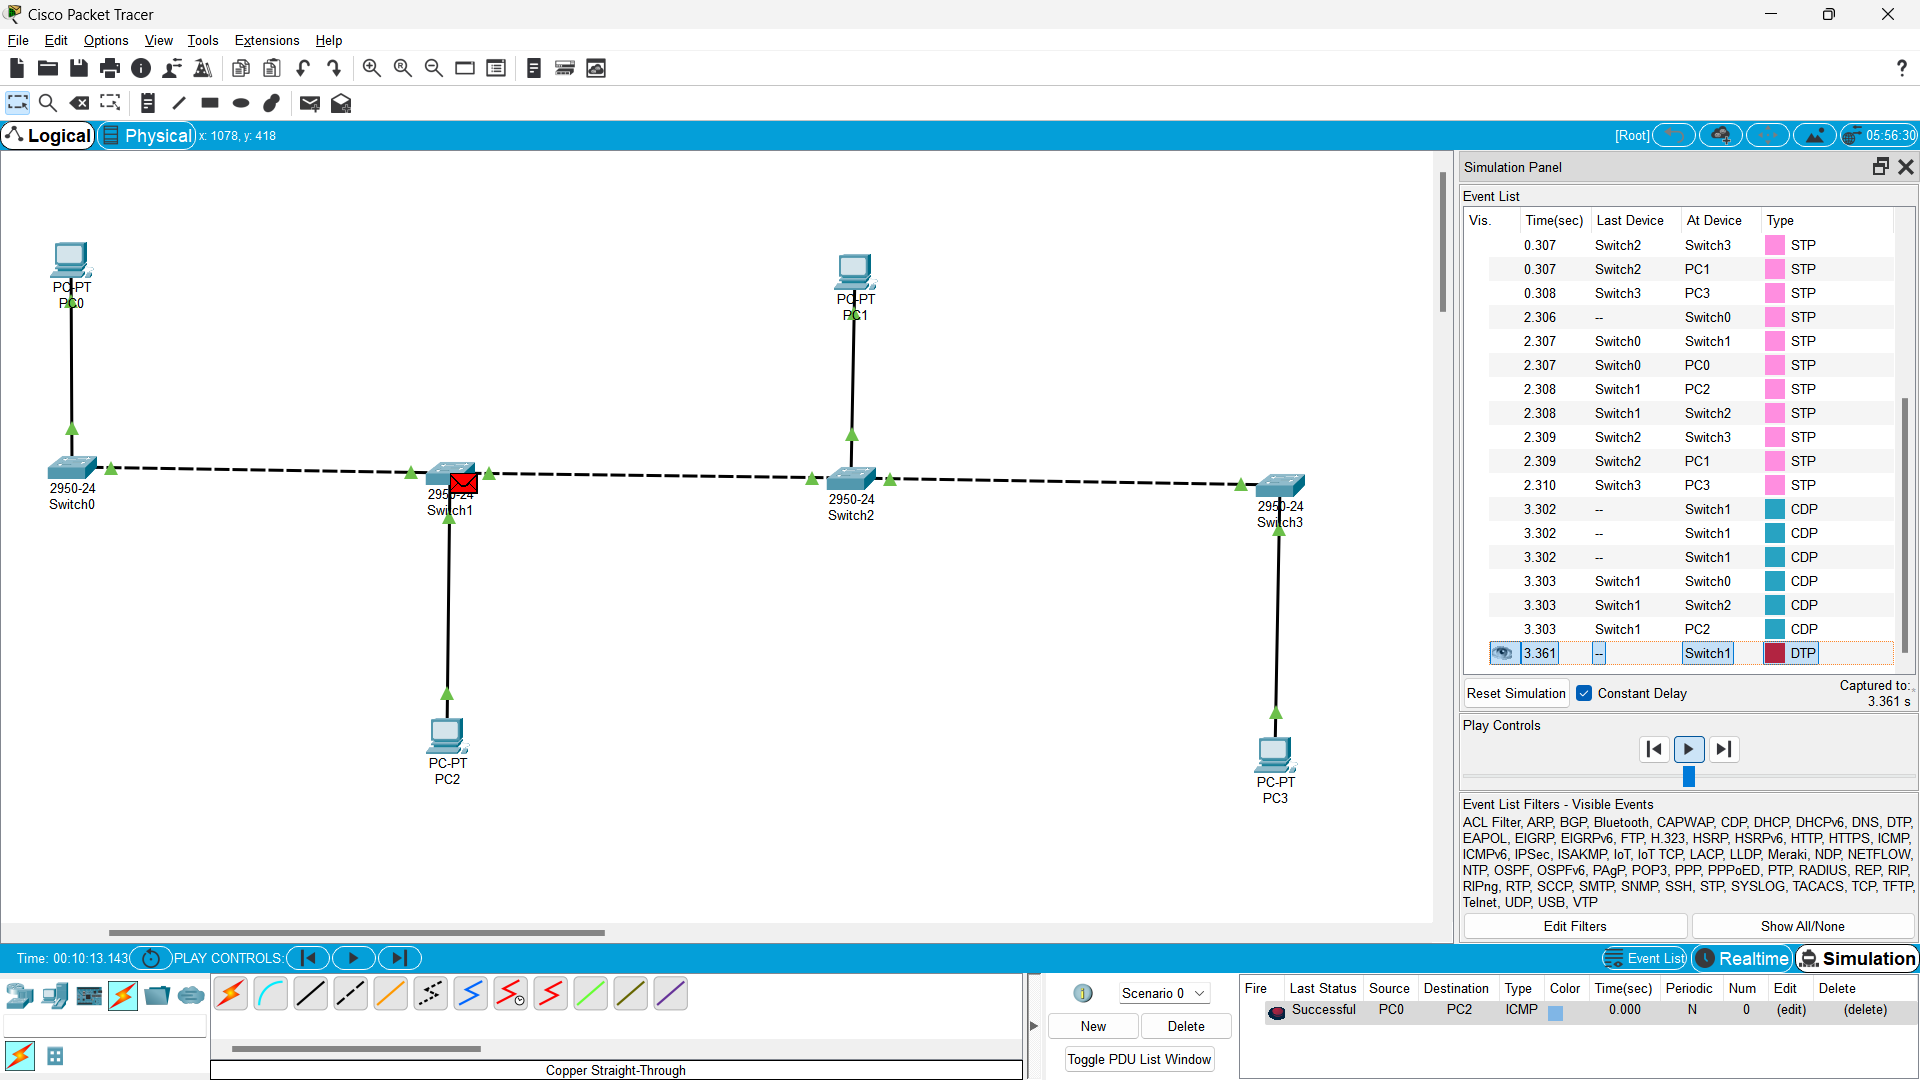 Cisco Packet Tracer
File Edit Options View Tools Extensions Help
?
Logical Physical x: 1078, y: 418 [Root] 05:56:30
PC-PT
PC0
PC-PT
PC1
2950-24
Switch0
2950-24
Switch1
2950-24
Switch2
2950-24
Switch3
PC-PT
PC2
PC-PT
PC3
Simulation Panel
Event List
Vis. Time(sec) Last Device At Device Type
0.307 Switch2 Switch3 STP
0.307 Switch2 PC1 STP
0.308 Switch3 PC3 STP
2.306 -- Switch0 STP
2.307 Switch0 Switch1 STP
2.307 Switch0 PC0 STP
2.308 Switch1 PC2 STP
2.308 Switch1 Switch2 STP
2.309 Switch2 Switch3 STP
2.309 Switch2 PC1 STP
2.310 Switch3 PC3 STP
3.302 -- Switch1 CDP
3.302 -- Switch1 CDP
3.302 -- Switch1 CDP
3.303 Switch1 Switch0 CDP
3.303 Switch1 Switch2 CDP
3.303 Switch1 PC2 CDP
3.361 -- Switch1 DTP
Reset Simulation Constant Delay Captured to:
3.361 s
Play Controls
Event List Filters - Visible Events
ACL Filter, ARP, BGP, Bluetooth, CAPWAP, CDP, DHCP, DHCPv6, DNS, DTP,
EAPOL, EIGRP, EIGRPv6, FTP, H.323, HSRP, HSRPv6, HTTP, HTTPS, ICMP,
ICMPv6, IPSec, ISAKMP, IoT, IoT TCP, LACP, LLDP, Meraki, NDP, NETFLOW,
NTP, OSPF, OSPFv6, PAgP, POP3, PPP, PPPoED, PTP, RADIUS, REP, RIP,
RIPng, RTP, SCCP, SMTP, SNMP, SSH, STP, SYSLOG, TACACS, TCP, TFTP,
Telnet, UDP, USB, VTP
Edit Filters Show All/None
Time: 00:10:13.143 PLAY CONTROLS: Event List Realtime Simulation
Copper Straight-Through
Scenario 0
New Delete
Toggle PDU List Window
Fire Last Status Source Destination Type Color Time(sec) Periodic Num Edit Delete
Successful PC0 PC2 ICMP 0.000 N 0 (edit) (delete)